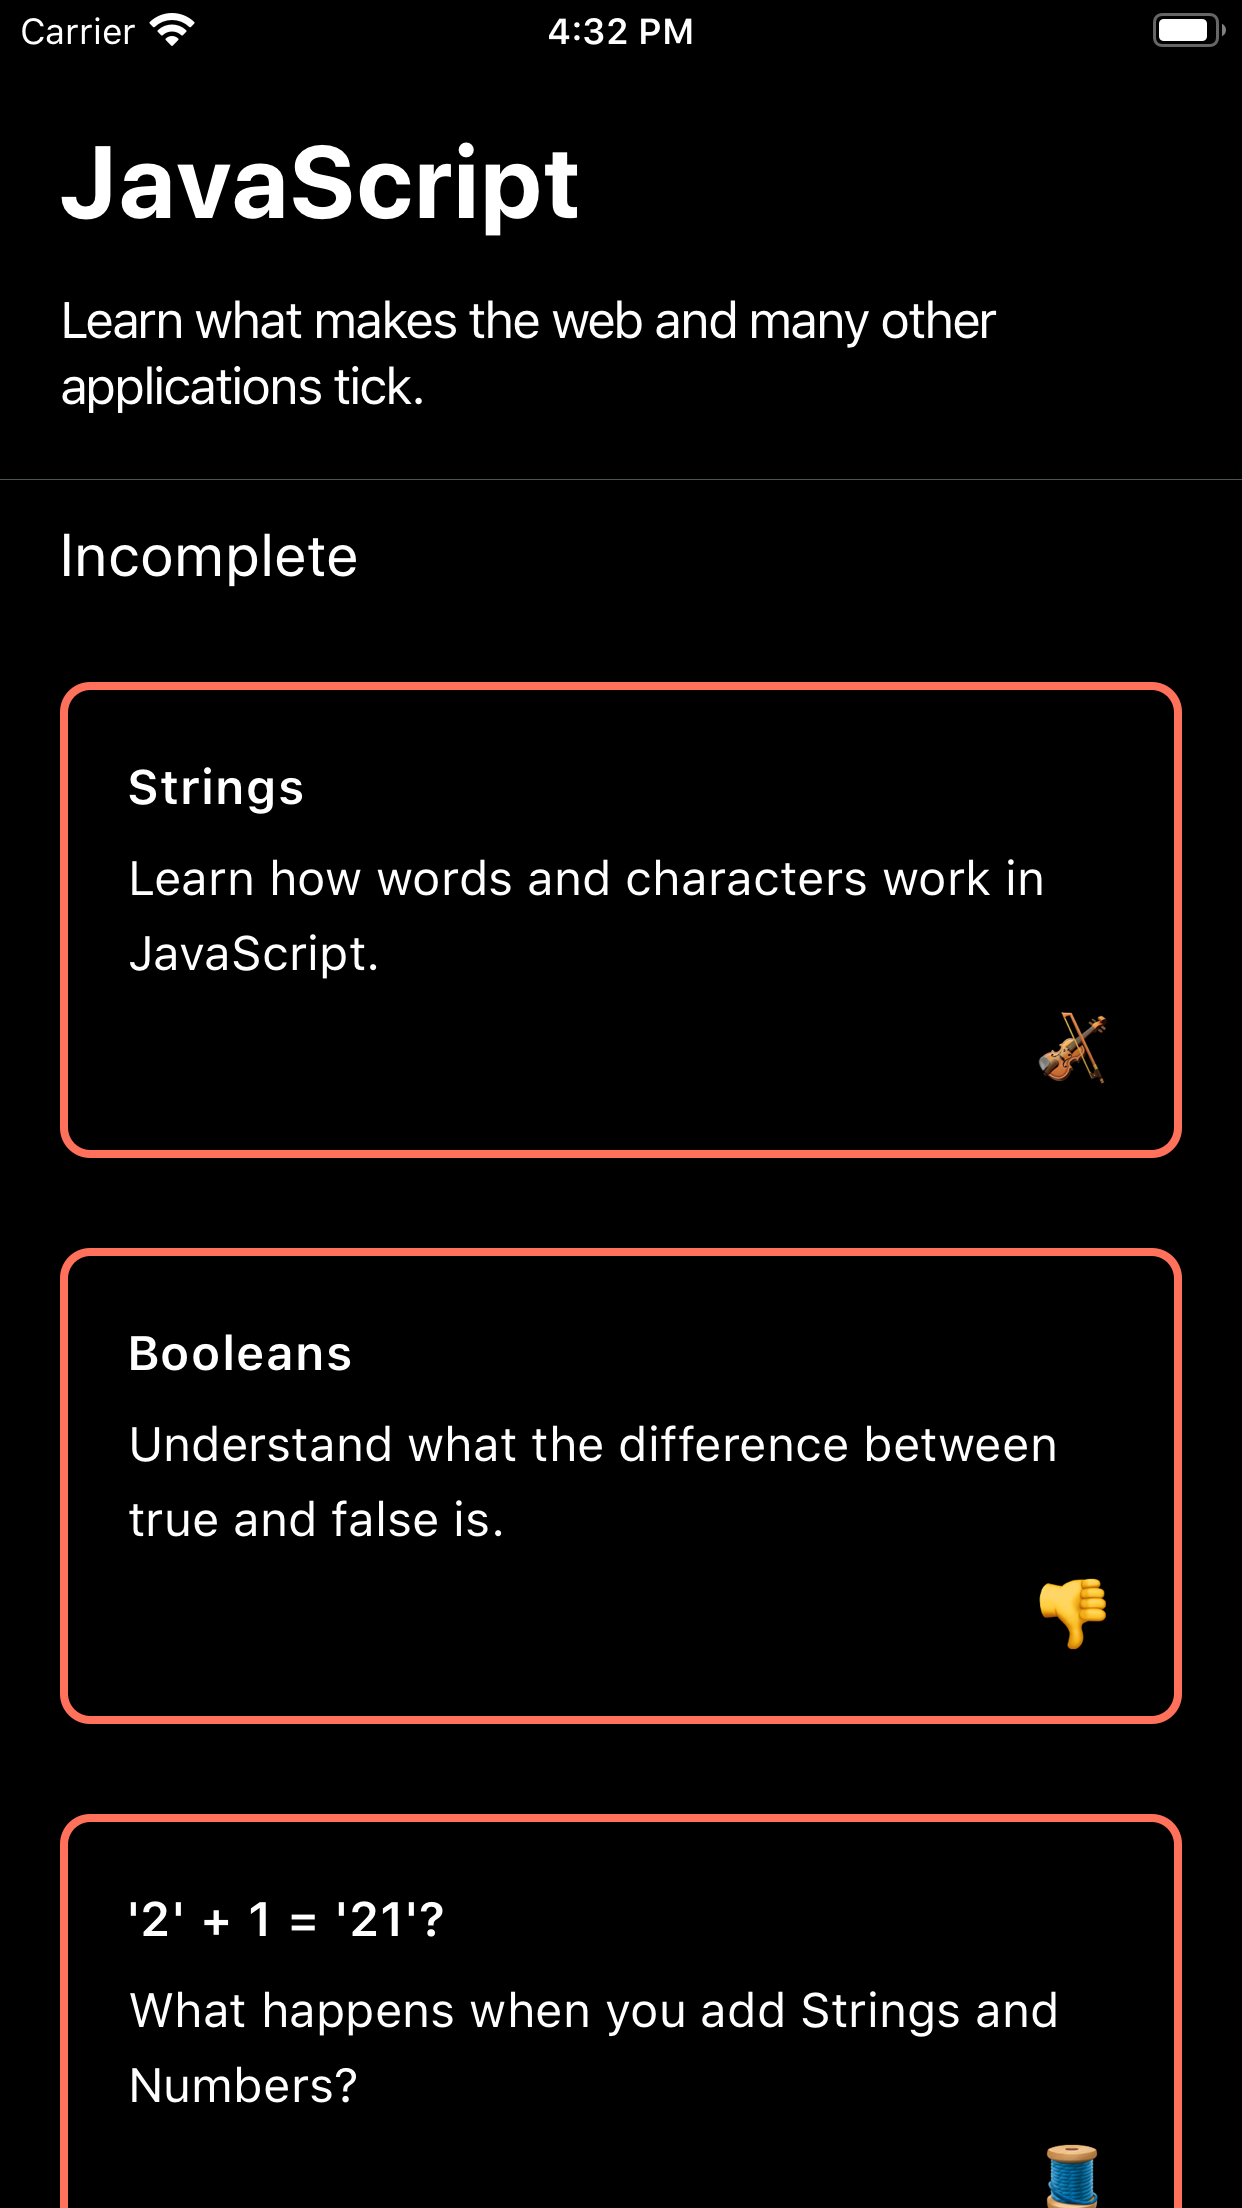 Carrier
4:32 PM
JavaScript
Learn what makes the web and many other
applications tick.
Incomplete
Strings
Learn how words and characters work in
JavaScript.
Booleans
Understand what the difference between
true and false is.
'2' + 1 = '21'?
What happens when you add Strings and
Numbers?